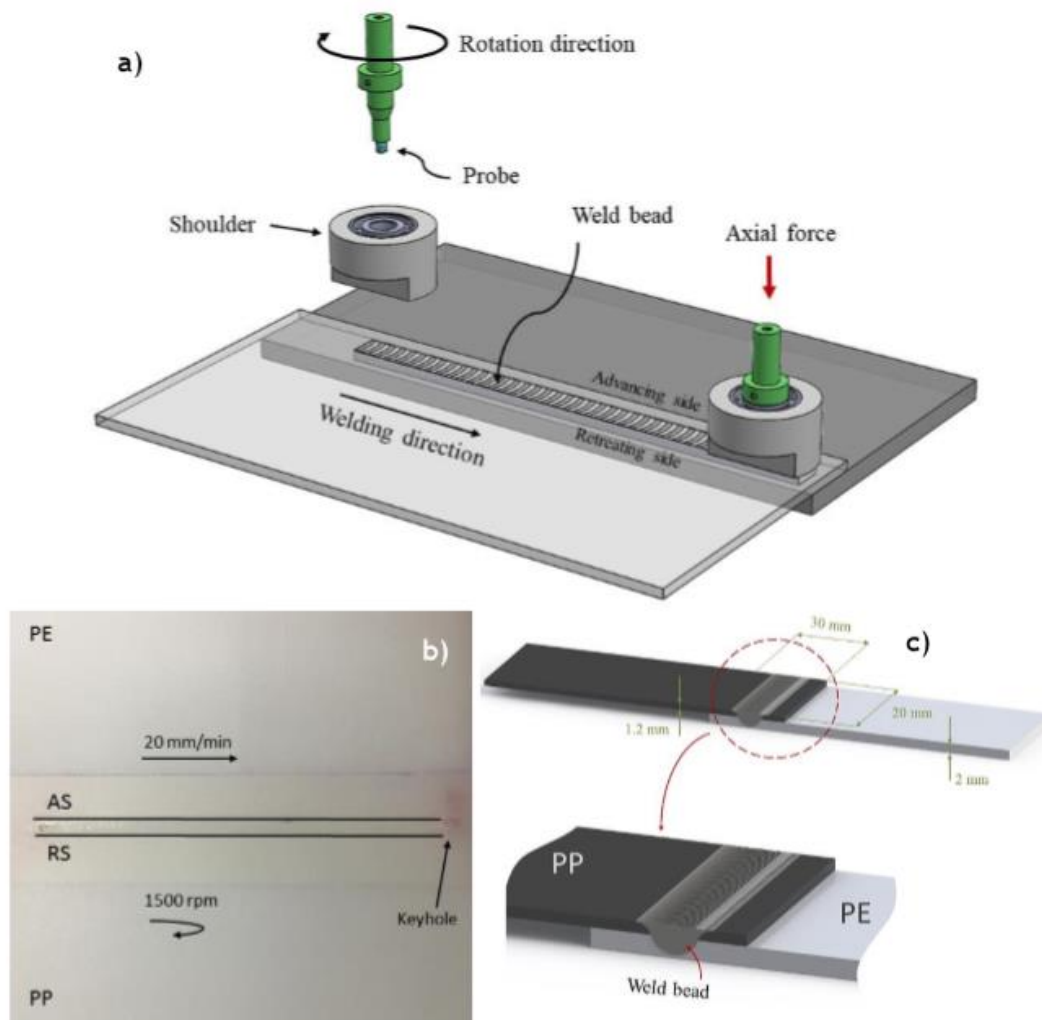 a)
Rotation direction
Probe
Shoulder
Weld bead
Axial force
Advancing side
Welding direction
Retreating side
PE
b)
20 mm/min
AS
RS
1500 rpm
Keyhole
PP
c)
30 mm
1.2 mm
20 mm
2 mm
PP
PE
Weld bead